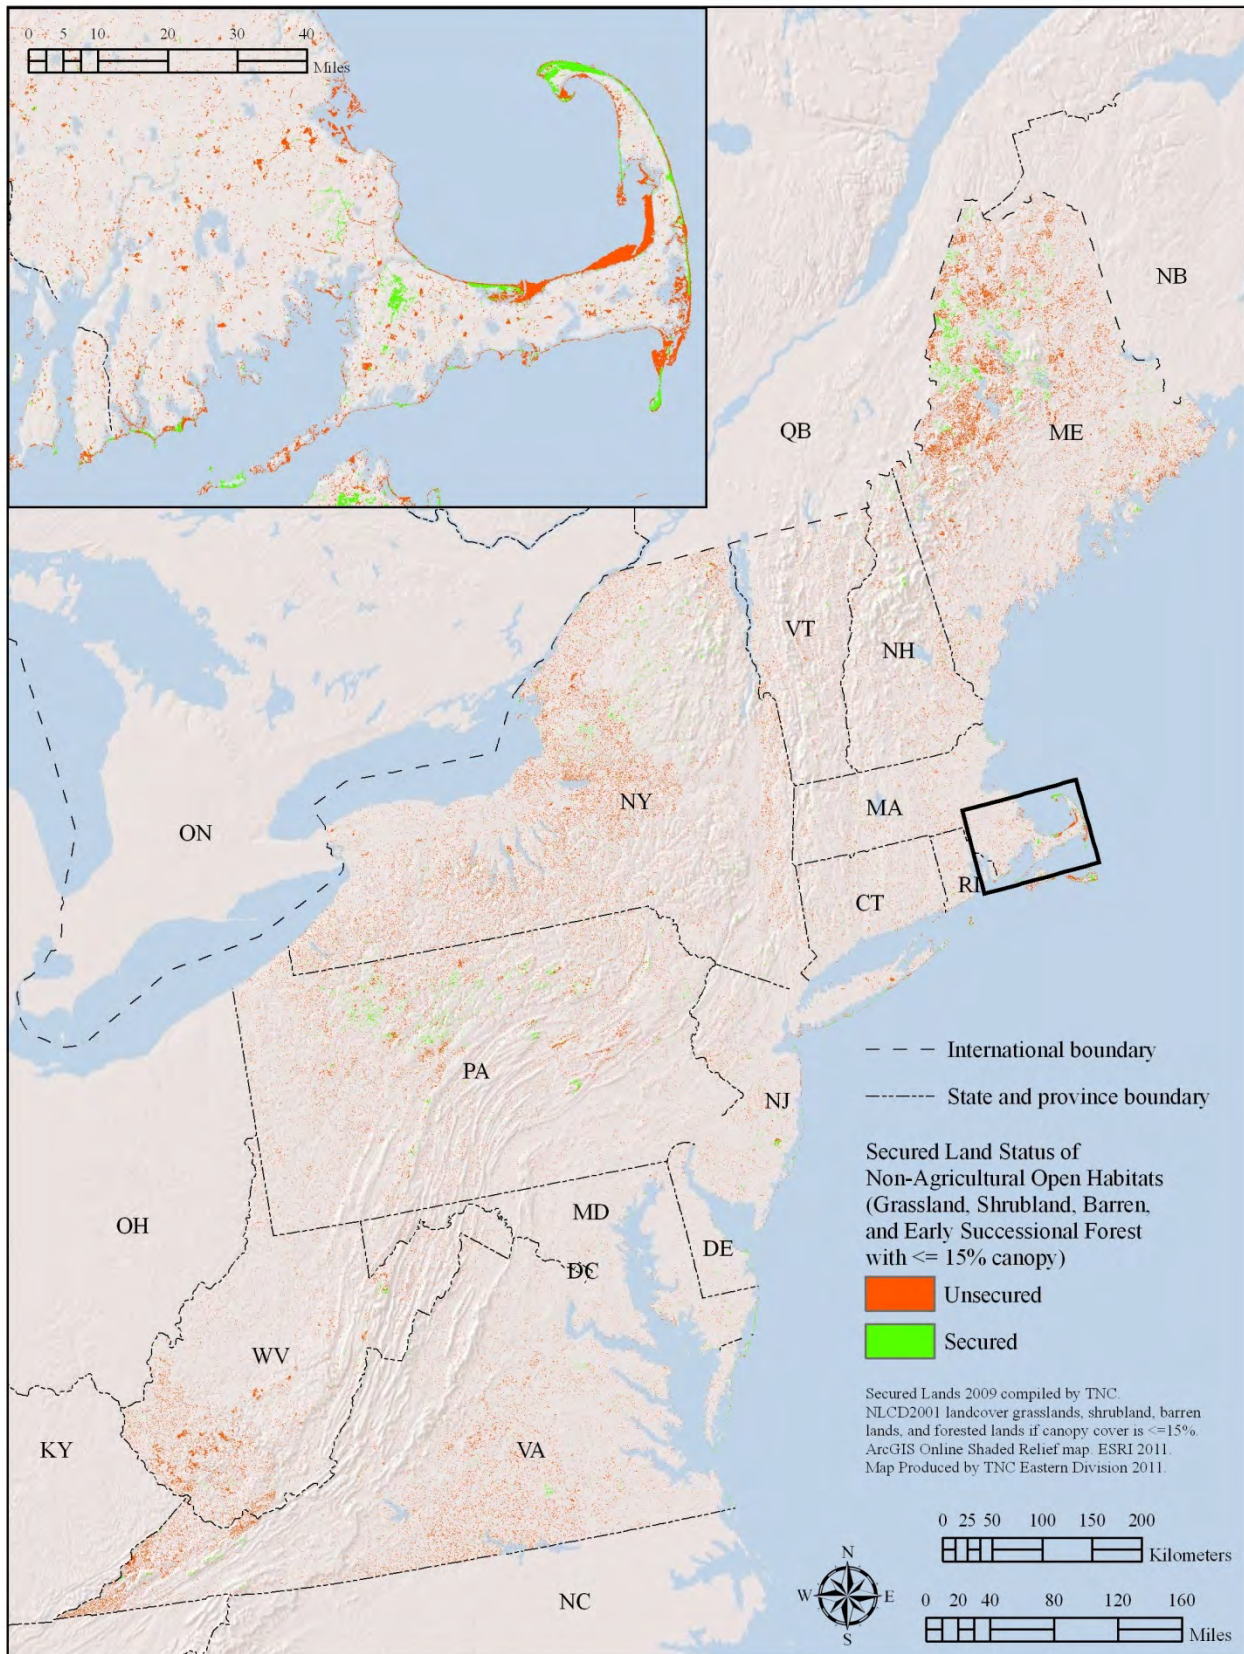 0 5 10 20 30 40
Miles
NB
QB
ME
VT
NH
NY
MA
ON
CT
RI
International boundary
PA
State and province boundary
NJ
Secured Land Status of
Non-Agricultural Open Habitats
(Grassland, Shrubland, Barren,
and Early Successional Forest
with <= 15% canopy)
OH
MD
DE
DC
Unsecured
Secured
WV
Secured Lands 2009 compiled by TNC.
NLCD2001 landcover grasslands, shrubland, barren
lands, and forested lands if canopy cover is <=15%.
ArcGIS Online Shaded Relief map. ESRI 2011.
Map Produced by TNC Eastern Division 2011.
KY
VA
0 25 50 100 150 200
Kilometers
N
W E
S
NC
0 20 40 80 120 160
Miles